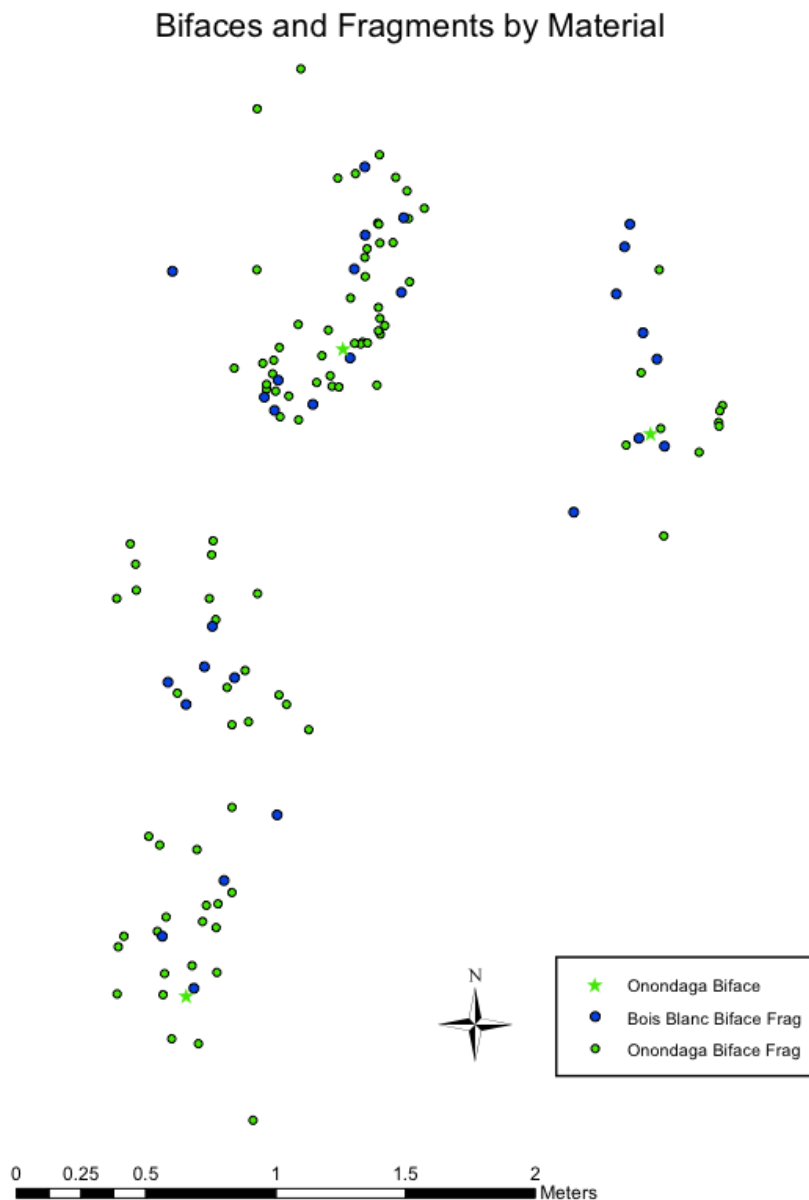 Bifaces and Fragments by Material
N
Onondaga Biface
Bois Blanc Biface Frag
Onondaga Biface Frag
0 0.25 0.5 1 1.5 2
Meters